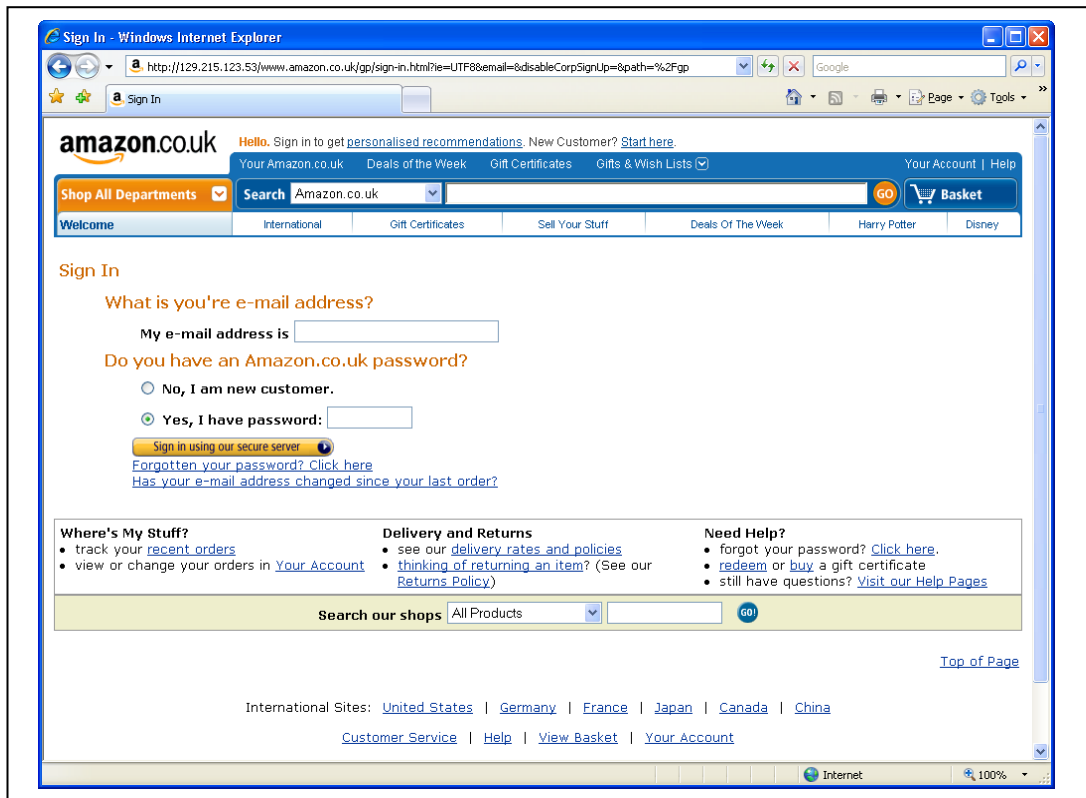 Sign In - Windows Internet Explorer
http://129.215.123.53/www.amazon.co.uk/gp/sign-in.html?ie=UTF8&email=&disableCorpSignUp=&path=%2Fgp
Google
Sign In
Page Tools »
amazon.co.uk
Hello. Sign in to get personalised recommendations. New Customer? Start here.
Your Amazon.co.uk Deals of the Week Gift Certificates Gifts & Wish Lists Your Account | Help
Shop All Departments Search Amazon.co.uk GO Basket
Welcome International Gift Certificates Sell Your Stuff Deals Of The Week Harry Potter Disney
Sign In
What is you're e-mail address?
My e-mail address is
Do you have an Amazon.co.uk password?
No, I am new customer.
Yes, I have password:
Sign in using our secure server
Forgotten your password? Click here
Has your e-mail address changed since your last order?
Where's My Stuff?
• track your recent orders
• view or change your orders in Your Account
Delivery and Returns
• see our delivery rates and policies
• thinking of returning an item? (See our
Returns Policy)
Need Help?
• forgot your password? Click here.
• redeem or buy a gift certificate
• still have questions? Visit our Help Pages
Search our shops All Products GO!
Top of Page
International Sites: United States | Germany | France | Japan | Canada | China
Customer Service | Help | View Basket | Your Account
Internet 100%